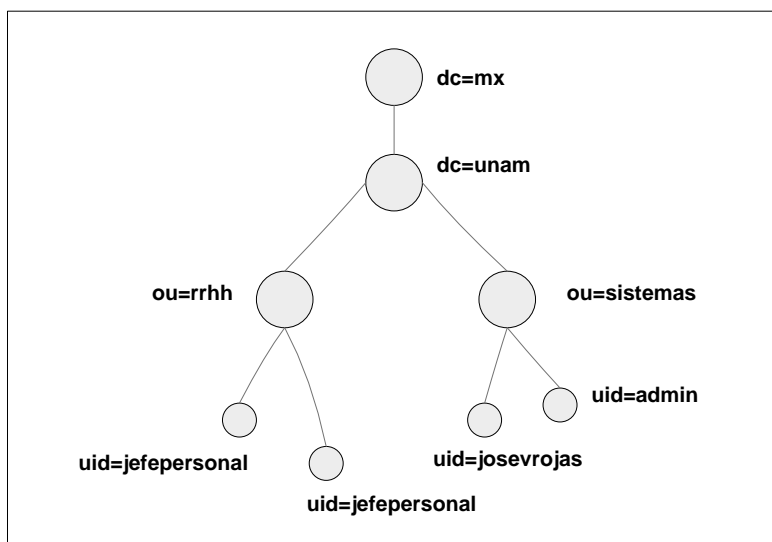 dc=mx
dc=unam
ou=rrhh
ou=sistemas
uid=admin
uid=jefepersonal
uid=josevrojas
uid=jefepersonal